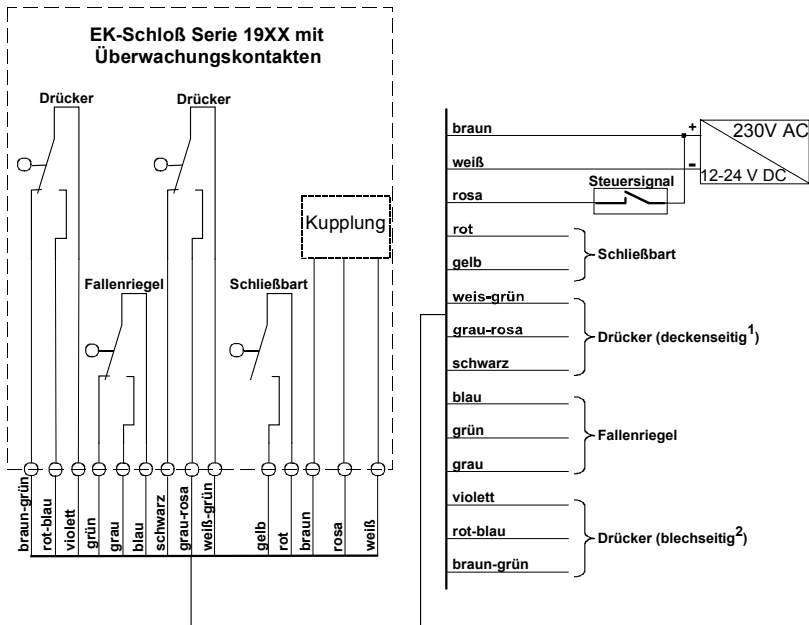 EK-Schloß Serie 19XX mit
Überwachungskontakten
Drücker
Drücker
Kupplung
Fallenriegel
Schließbart
braun-grün
rot-blau
violett
grün
grau
blau
schwarz
grau-rosa
weiß-grün
gelb
rot
braun
rosa
weiß
braun
+
230V AC
weiß
-
12-24 V DC
rosa
Steuersignal
rot
gelb
Schließbart
weis-grün
grau-rosa
schwarz
Drücker (deckenseitig¹)
blau
grün
grau
Fallenriegel
violett
rot-blau
braun-grün
Drücker (blechseitig²)